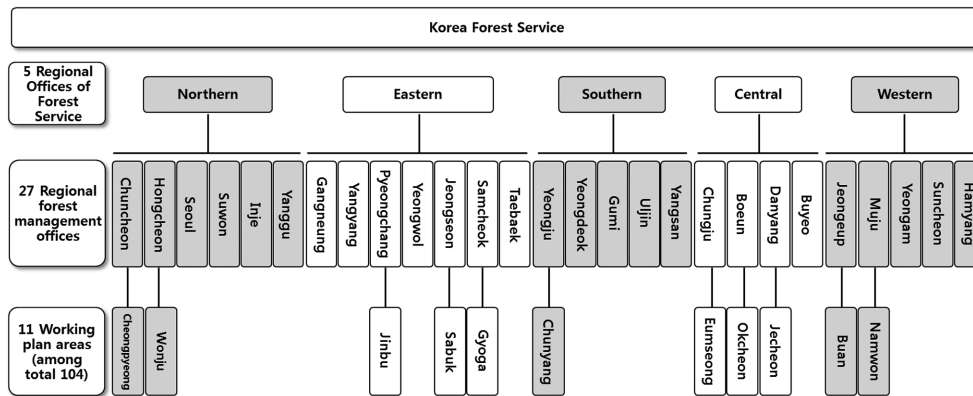 Korea Forest Service
5 Regional
Offices of
Forest
Service
Northern
Eastern
Southern
Central
Western
27 Regional
forest
management
offices
Chuncheon
Hongcheon
Seoul
Suwon
Inje
Yanggu
Gangneung
Yangyang
Pyeongchang
Yeongwol
Jeongseon
Samcheok
Taebaek
Yeongju
Yeongdeok
Gumi
Uljin
Yangsan
Chungju
Boeun
Danyang
Buyeo
Jeongeup
Muju
Yeongam
Suncheon
Hamyang
11 Working
plan areas
(among
total 104)
Cheongpyeong
Wonju
Jinbu
Sabuk
Gyoga
Chunyang
Eumseong
Okcheon
Jecheon
Buan
Namwon